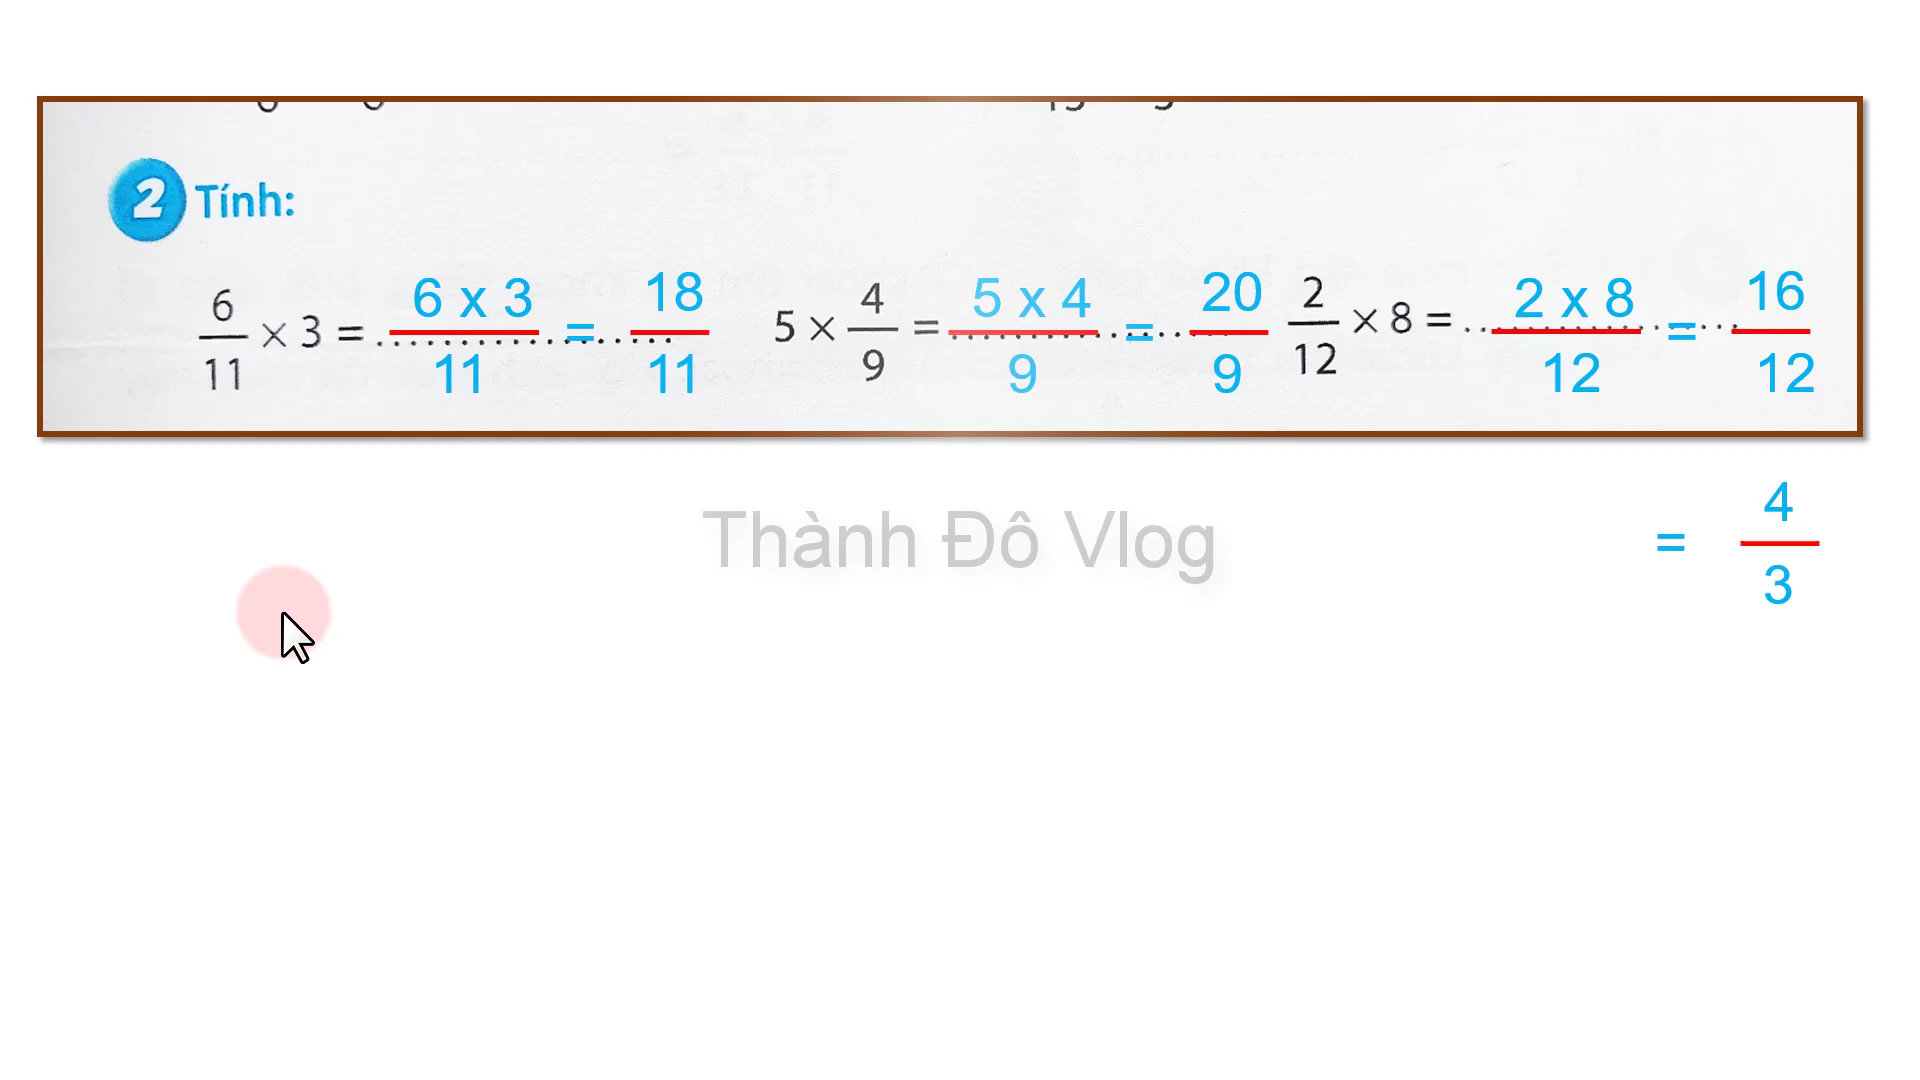 2 Tính:
6/11 × 3 = 6 x 3/11 = 18/11 5 × 4/9 = 5 x 4/9 = 20/9 2/12 × 8 = 2 x 8/12 = 16/12
= 4/3
Thành Đô Vlog